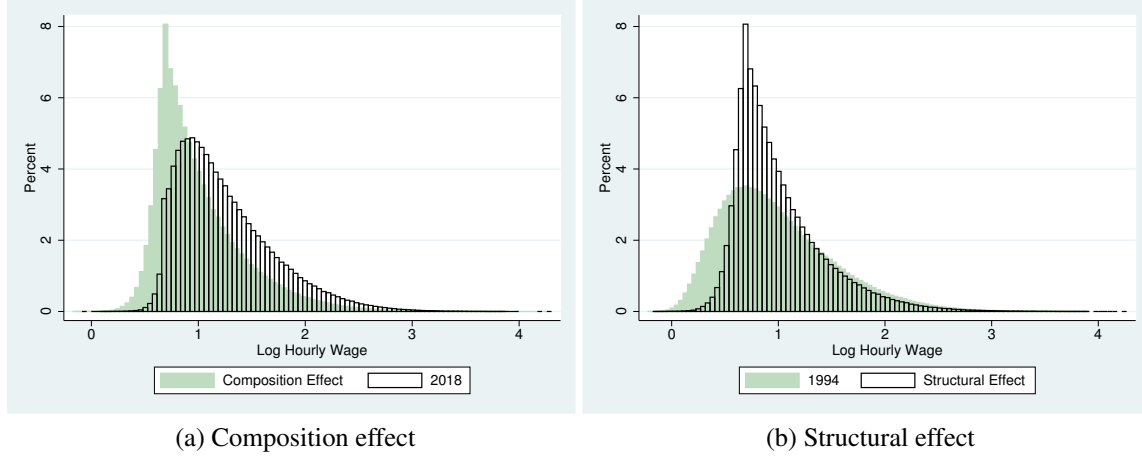 8
6
4
2
0
Percent
0 1 2 3 4
Log Hourly Wage
Composition Effect 2018
(a) Composition effect
8
6
4
2
0
Percent
0 1 2 3 4
Log Hourly Wage
1994 Structural Effect
(b) Structural effect